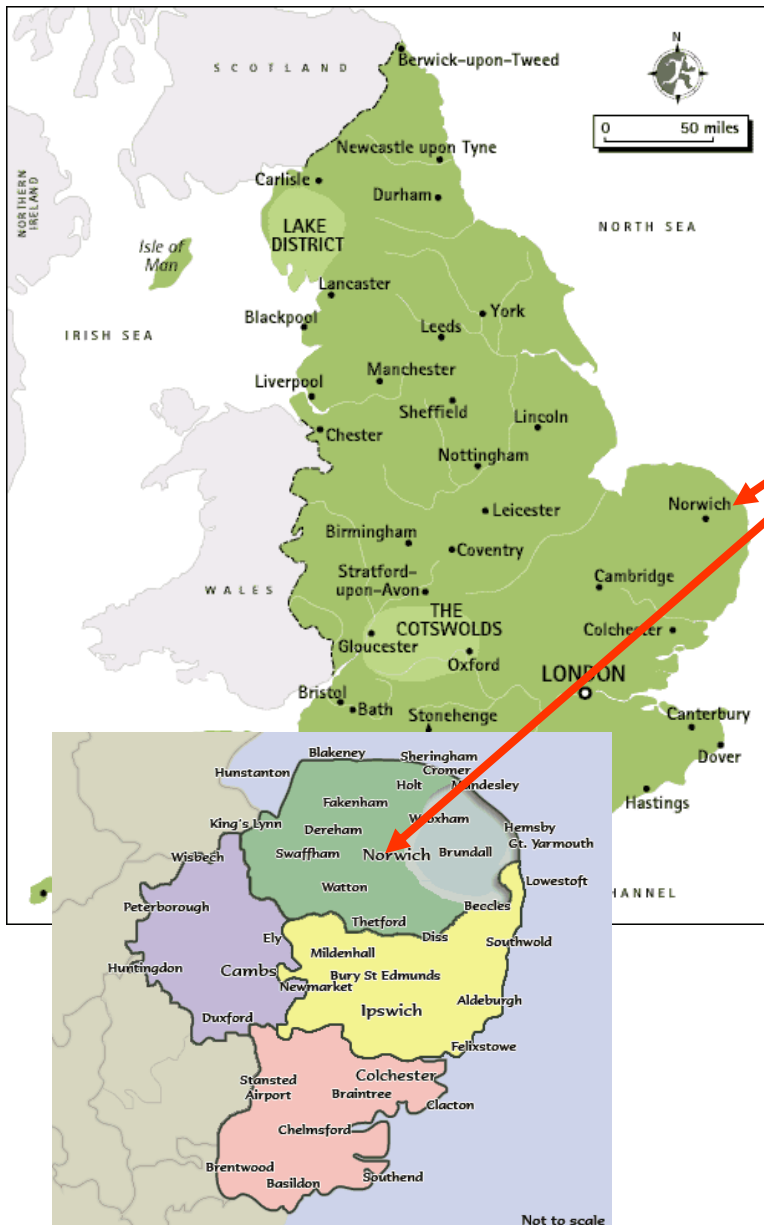 N
SCOTLAND
Berwick-upon-Tweed
0 50 miles
Newcastle upon Tyne
NORTHERN
IRELAND
Carlisle
Durham
LAKE
DISTRICT
NORTH SEA
Isle of
Man
Lancaster
York
Blackpool
IRISH SEA
Leeds
Manchester
Liverpool
Sheffield
Lincoln
Chester
Nottingham
Norwich
Leicester
Birmingham
Coventry
Stratford-
upon-Avon
Cambridge
WALES
THE
COTSWOLDS
Colchester
Gloucester
Oxford
LONDON
Bristol
Bath
Stonehenge
Canterbury
Dover
Hastings
HANNEL
Blakeney
Sheringham
Cromer
Hunstanton
Holt
Mundesley
Fakenham
King's Lynn
Wroxham
Dereham
Hemsby
Gt. Yarmouth
Wisbech
Swaffham
Norwich
Brundall
Watton
Lowestoft
Peterborough
Beccles
Thetford
Ely
Diss
Southwold
Mildenhall
Huntingdon
Cambs
Bury St Edmunds
Newmarket
Aldeburgh
Duxford
Ipswich
Felixstowe
Colchester
Stansted
Airport
Braintree
Clacton
Chelmsford
Brentwood
Basildon
Southend
Not to scale